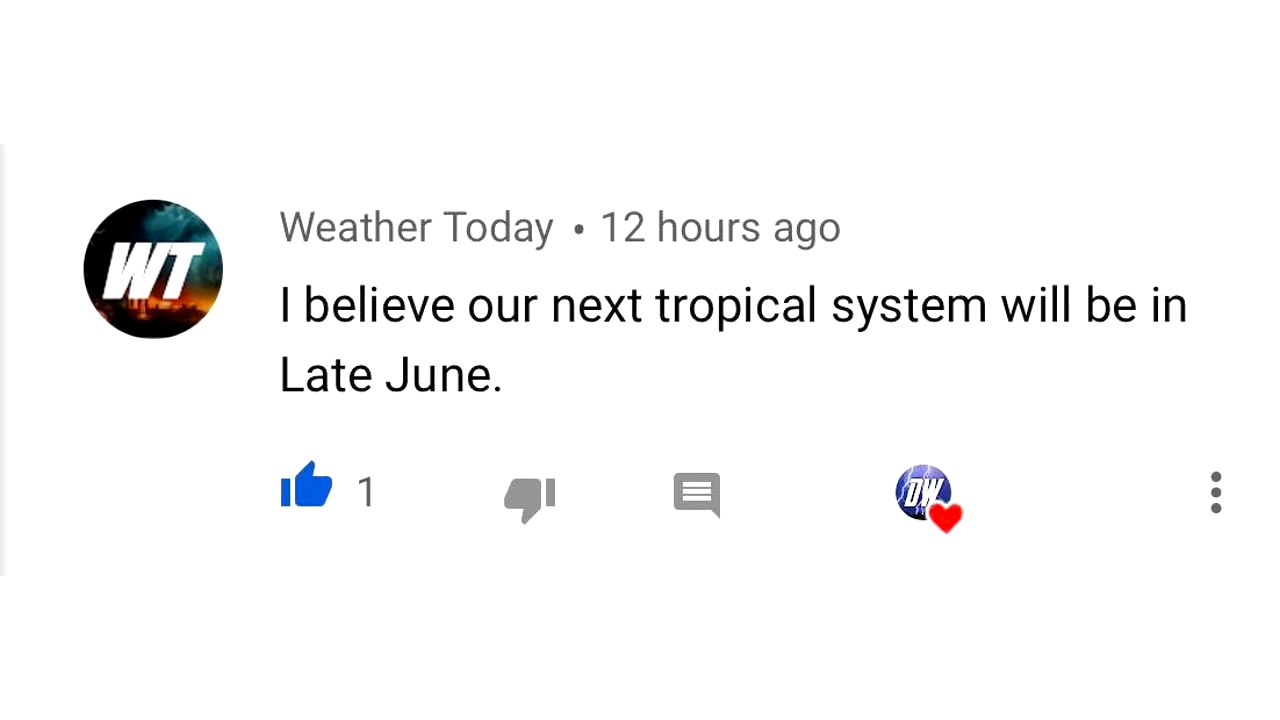 WT
Weather Today • 12 hours ago
I believe our next tropical system will be in
Late June.
1
DW